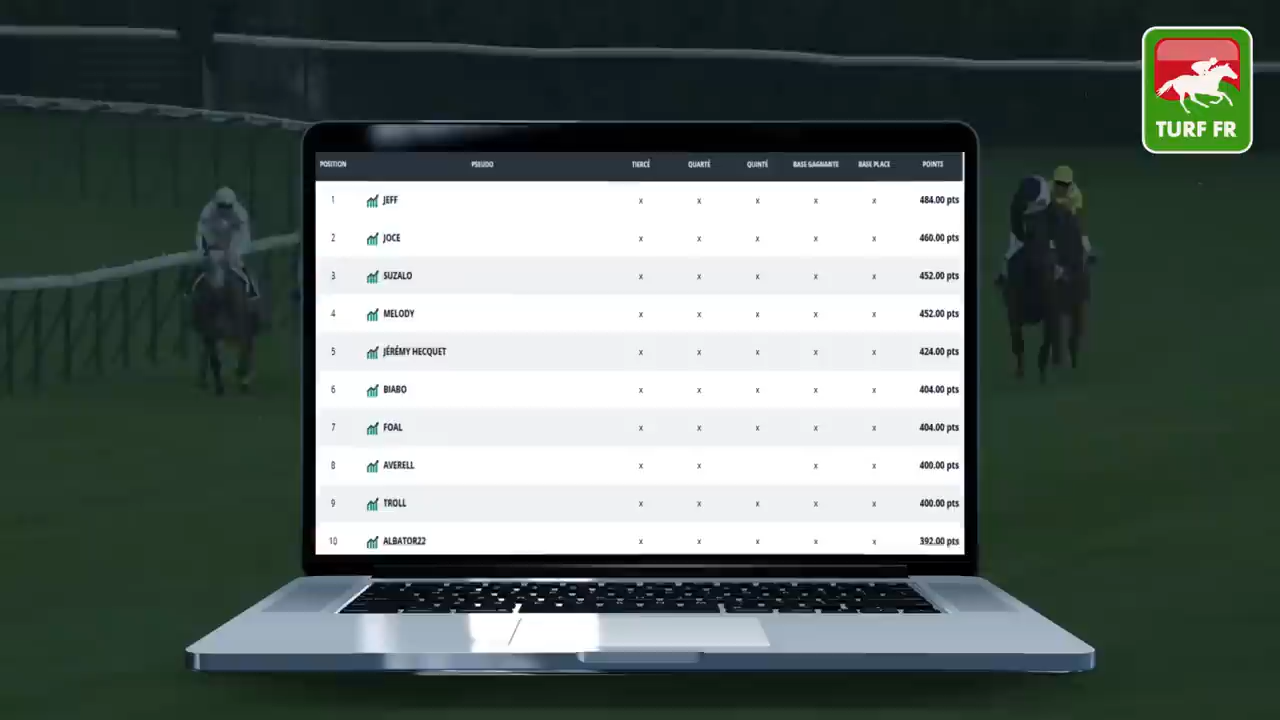 TURF FR
POSITION PSEUDO TIERCÉ QUARTÉ QUINTÉ BASE GAGNANTE BASE PLACE POINTS
1 JEFF x x x x x 484.00 pts
2 JOCE x x x x x 460.00 pts
3 SUZALO x x x x x 452.00 pts
4 MELODY x x x x x 452.00 pts
5 JÉRÉMY HECQUET x x x x x 424.00 pts
6 BIABO x x x x x 404.00 pts
7 FOAL x x x x x 404.00 pts
8 AVERELL x x x x 400.00 pts
9 TROLL x x x x x 400.00 pts
10 ALBATOR22 x x x x x 392.00 pts